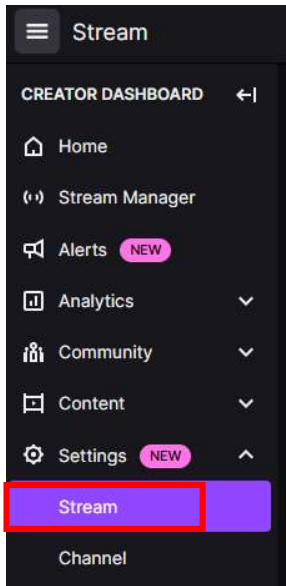 Stream
CREATOR DASHBOARD
Home
Stream Manager
Alerts NEW
Analytics
Community
Content
Settings NEW
Stream
Channel